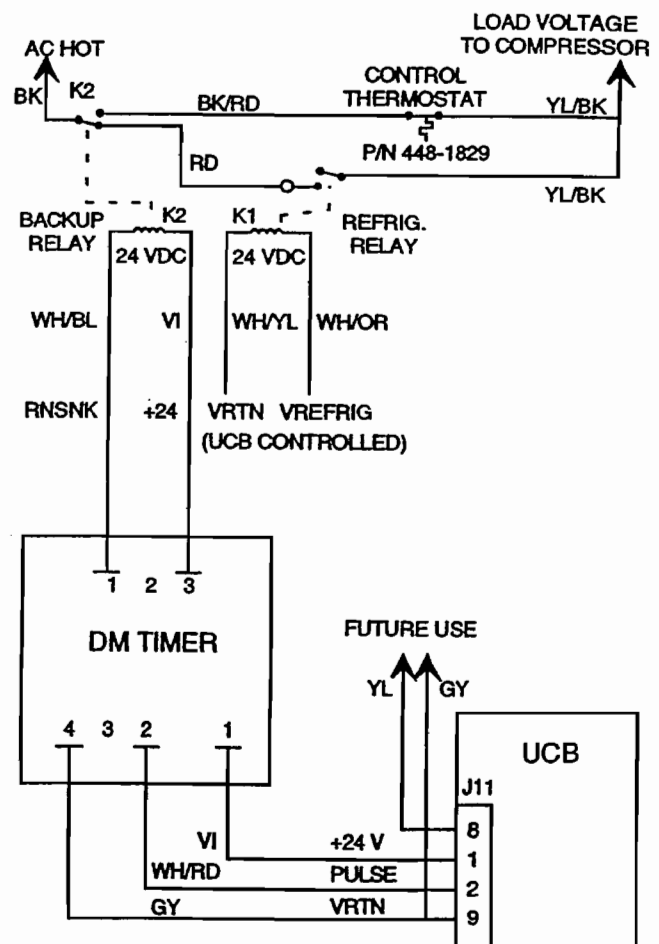 LOAD VOLTAGE
TO COMPRESSOR
AC HOT
CONTROL
THERMOSTAT
BK
K2
BK/RD
YL/BK
P/N 448-1829
RD
YL/BK
BACKUP
RELAY
K2
K1
REFRIG.
RELAY
24 VDC
24 VDC
WH/BL
VI
WH/YL
WH/OR
RNSNK
+24
VRTN
VREFRIG
(UCB CONTROLLED)
1 2 3
DM TIMER
FUTURE USE
YL
GY
4 3 2 1
UCB
J11
8
VI
+24 V
1
WH/RD
PULSE
2
GY
VRTN
9